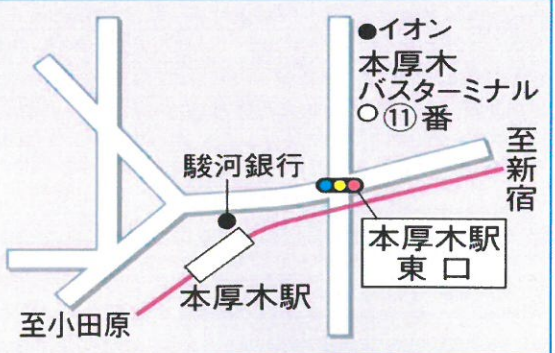 ●イオン
本厚木
バスターミナル
○⑪番
至新宿
駿河銀行
本厚木駅
東口
本厚木駅
至小田原